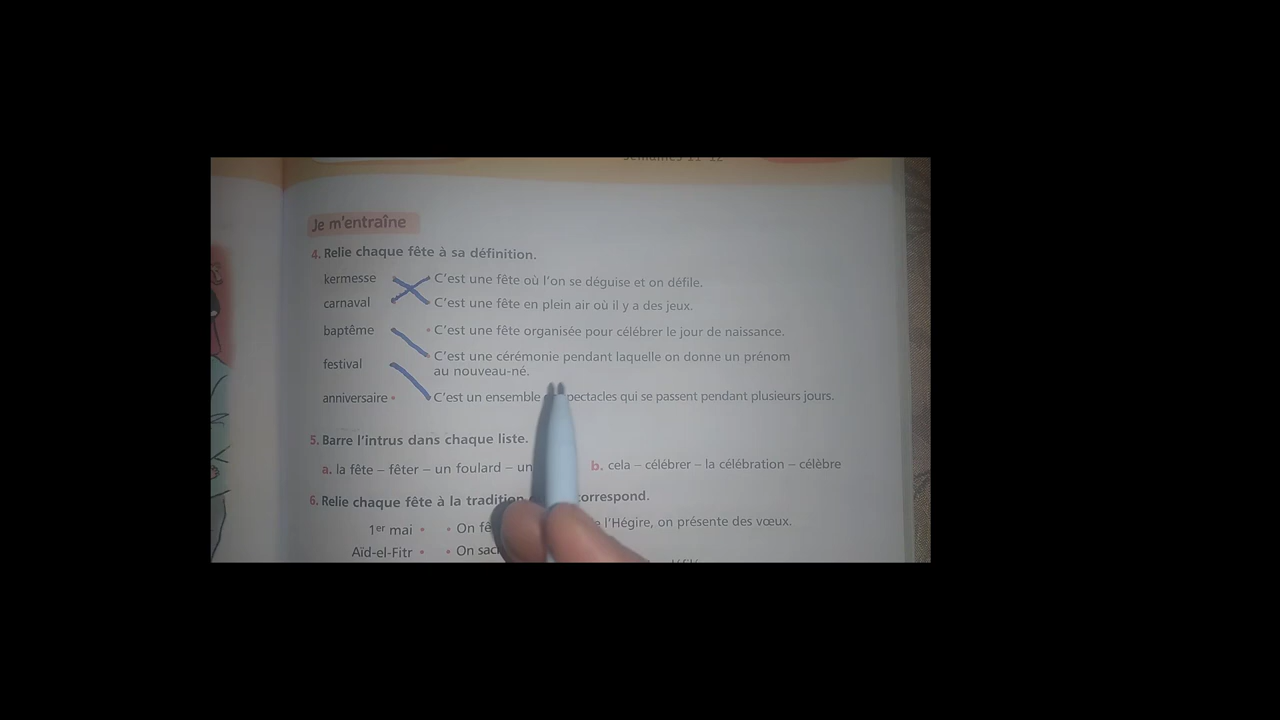 Semaines 11-12
Je m'entraîne
4. Relie chaque fête à sa définition.
kermesse C'est une fête où l'on se déguise et on défile.
carnaval C'est une fête en plein air où il y a des jeux.
baptême • C'est une fête organisée pour célébrer le jour de naissance.
festival C'est une cérémonie pendant laquelle on donne un prénom
au nouveau-né.
anniversaire • C'est un ensemble spectacles qui se passent pendant plusieurs jours.
5. Barre l'intrus dans chaque liste.
a. la fête – fêter – un foulard – b. cela – célébrer – la célébration – célèbre
6. Relie chaque fête à la tradition correspond.
1er mai • • On l'Hégire, on présente des vœux.
Aïd-el-Fitr • • On